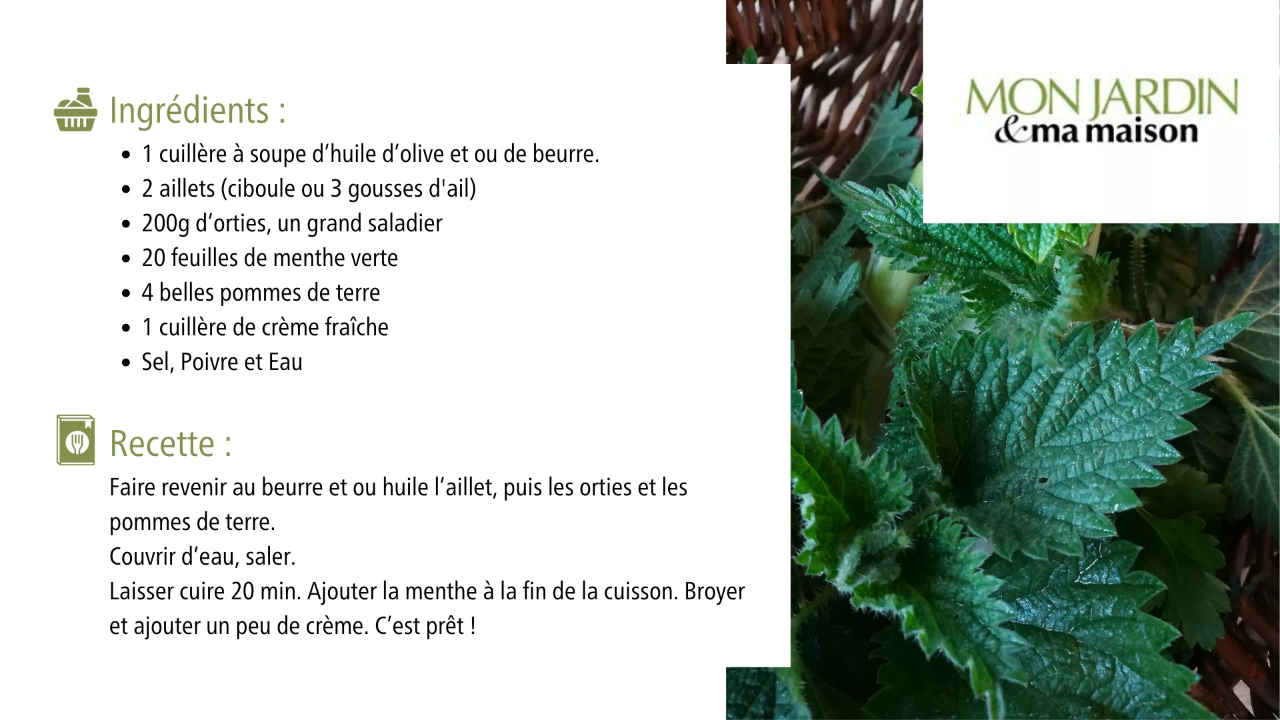 MON JARDIN
&ma maison
Ingrédients :
• 1 cuillère à soupe d’huile d’olive et ou de beurre.
• 2 aillets (ciboule ou 3 gousses d'ail)
• 200g d’orties, un grand saladier
• 20 feuilles de menthe verte
• 4 belles pommes de terre
• 1 cuillère de crème fraîche
• Sel, Poivre et Eau
Recette :
Faire revenir au beurre et ou huile l’aillet, puis les orties et les
pommes de terre.
Couvrir d’eau, saler.
Laisser cuire 20 min. Ajouter la menthe à la fin de la cuisson. Broyer
et ajouter un peu de crème. C’est prêt !